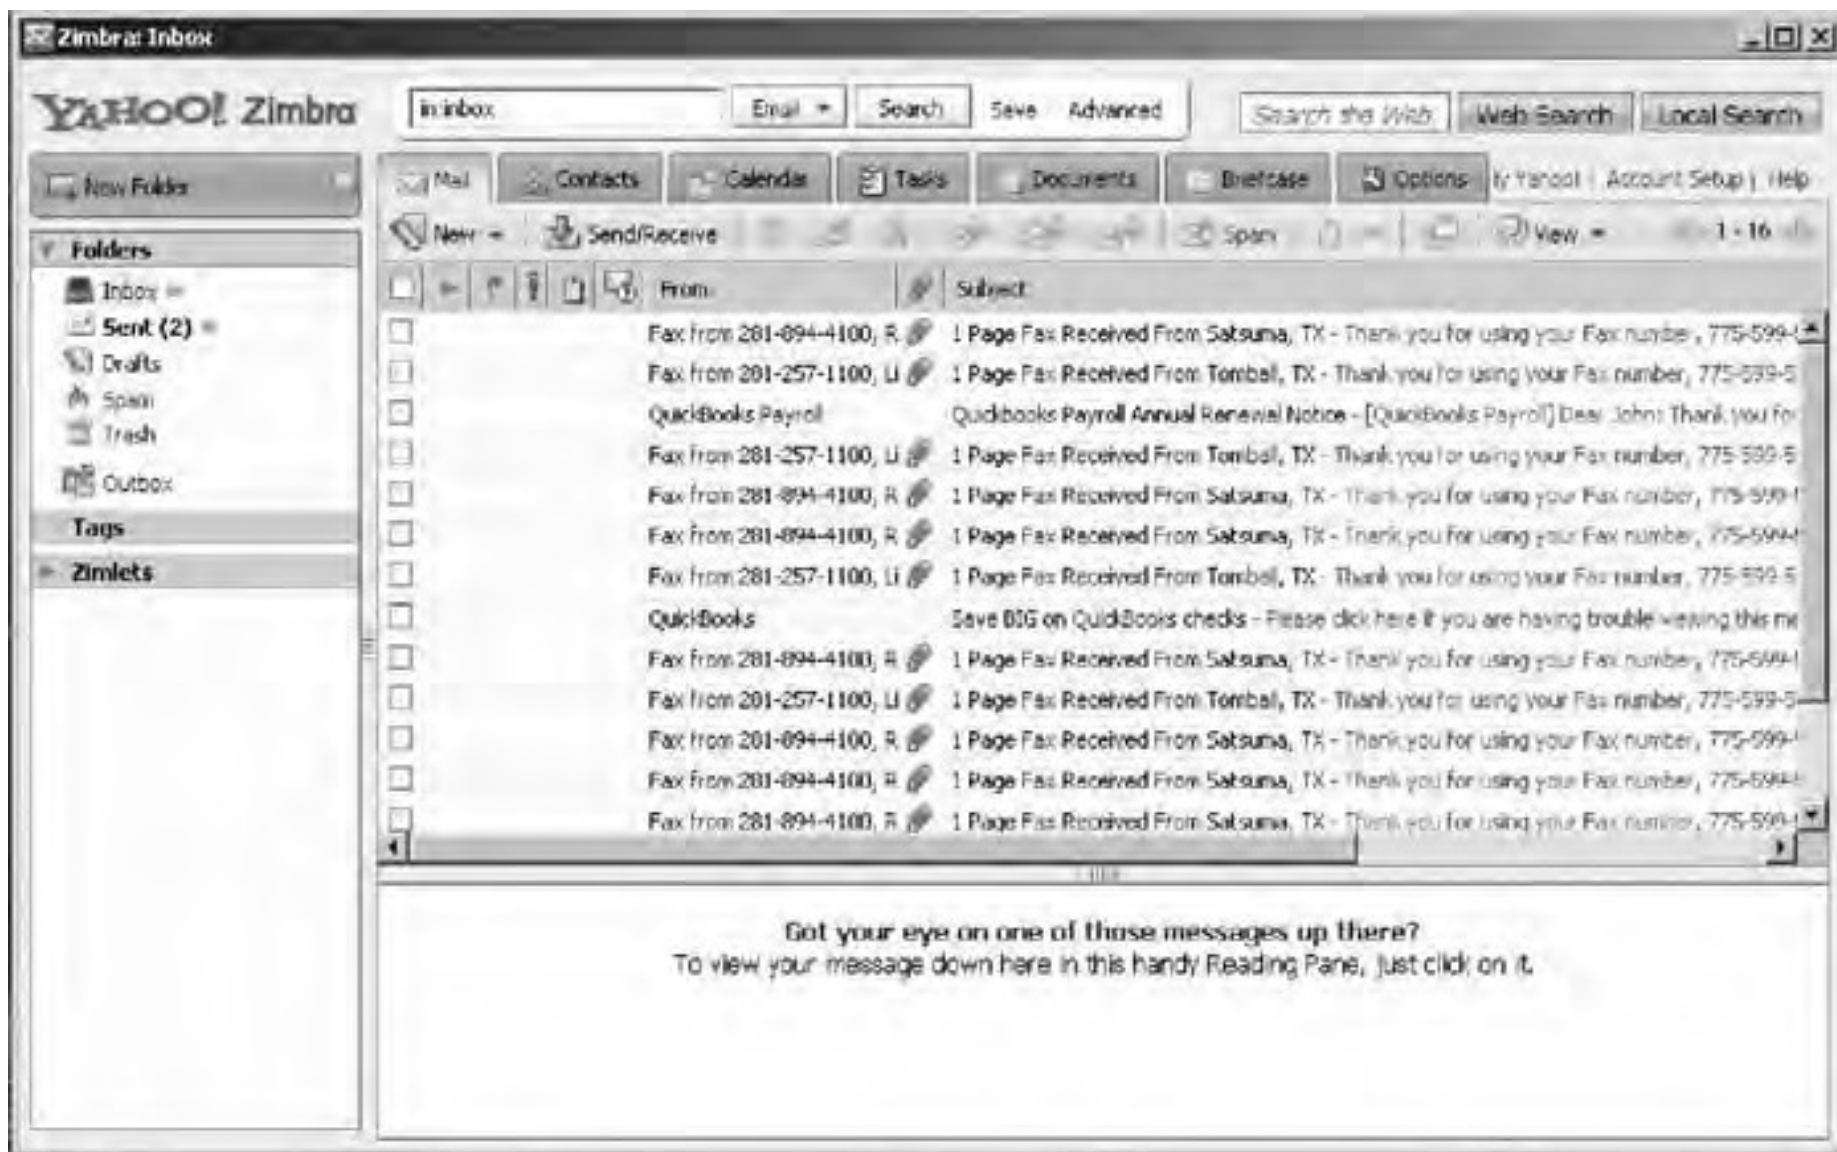 Zimbra: Inbox
YAHOO! Zimbra
in:inbox Email Search Save Advanced Search the Web Web Search Local Search
New Folder
Mail Contacts Calendar Tasks Documents Briefcase Options y Yahoo! | Account Setup | Help
New Send/Receive Spam View 1 - 16
Folders
Inbox
Sent (2)
Drafts
Spam
Trash
Outbox
Tags
Zimlets
From Subject
Fax from 281-894-4100, R 1 Page Fax Received From Satsuma, TX - Thank you for using your Fax number, 775-599-
Fax from 281-257-1100, Li 1 Page Fax Received From Tomball, TX - Thank you for using your Fax number, 775-599-5
QuickBooks Payroll Quickbooks Payroll Annual Renewal Notice - [QuickBooks Payroll] Dear John: Thank you for
Fax from 281-257-1100, Li 1 Page Fax Received From Tomball, TX - Thank you for using your Fax number, 775-599-5
Fax from 281-894-4100, R 1 Page Fax Received From Satsuma, TX - Thank you for using your Fax number, 775-599-
Fax from 281-894-4100, R 1 Page Fax Received From Satsuma, TX - Thank you for using your Fax number, 775-599-
Fax from 281-257-1100, Li 1 Page Fax Received From Tomball, TX - Thank you for using your Fax number, 775-599-5
QuickBooks Save BIG on QuickBooks checks - Please click here if you are having trouble viewing this me
Fax from 281-894-4100, R 1 Page Fax Received From Satsuma, TX - Thank you for using your Fax number, 775-599-
Fax from 281-257-1100, Li 1 Page Fax Received From Tomball, TX - Thank you for using your Fax number, 775-599-5
Fax from 281-894-4100, R 1 Page Fax Received From Satsuma, TX - Thank you for using your Fax number, 775-599-
Fax from 281-894-4100, R 1 Page Fax Received From Satsuma, TX - Thank you for using your Fax number, 775-599-
Fax from 281-894-4100, R 1 Page Fax Received From Satsuma, TX - Thank you for using your Fax number, 775-599-
Got your eye on one of those messages up there?
To view your message down here in this handy Reading Pane, just click on it.